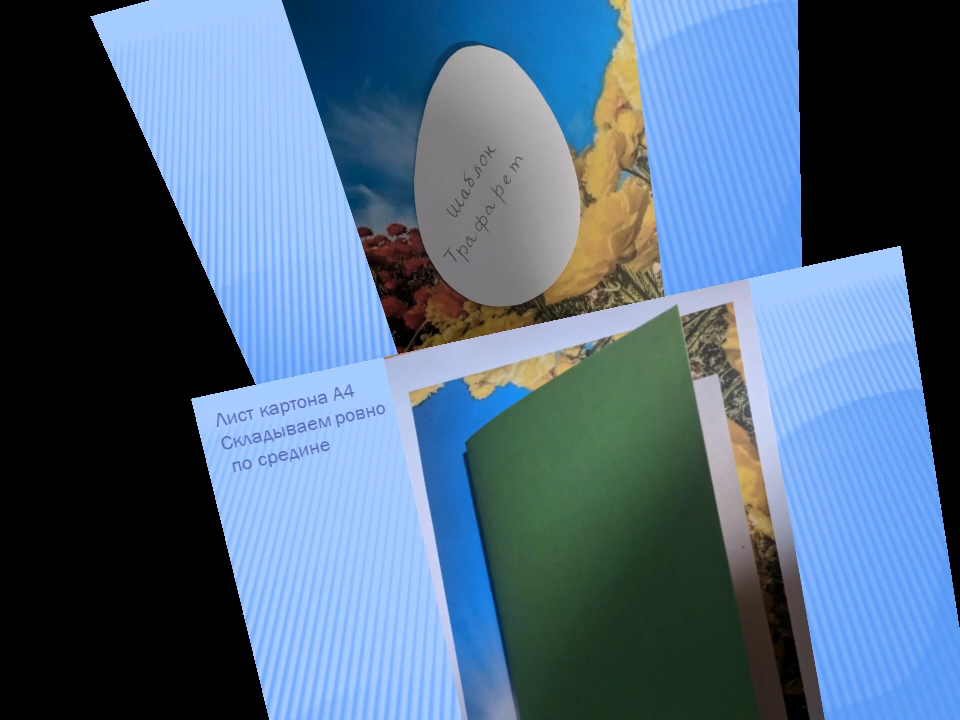 шаблон
Трафарет
Лист картона А4
Складываем ровно
по средине